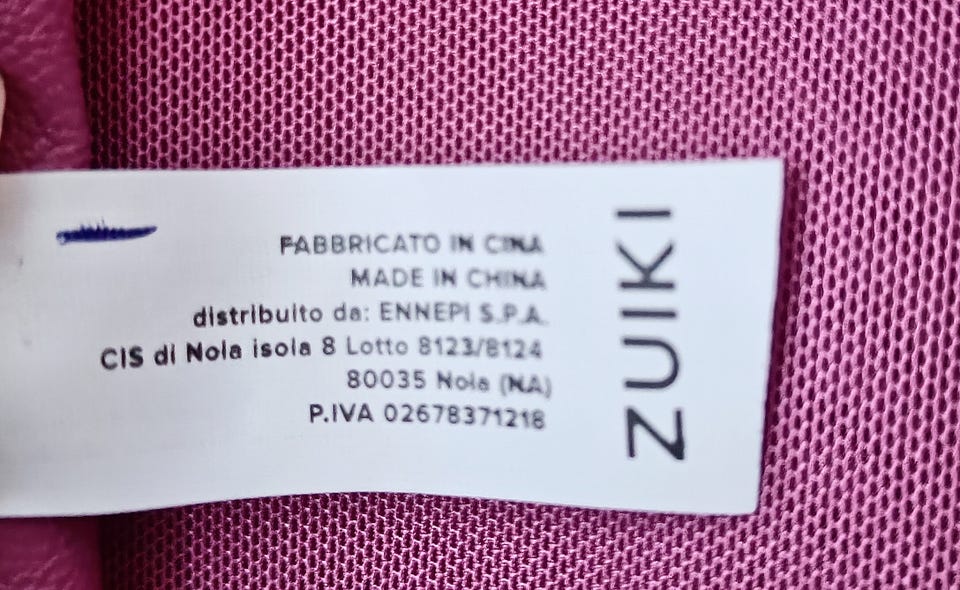 FABBRICATO IN CINA
MADE IN CHINA
distribuito da: ENNEPI S.P.A.
CIS di Nola isola 8 Lotto 8123/8124
80035 Nola (NA)
P.IVA 02678371218
ZUIKI